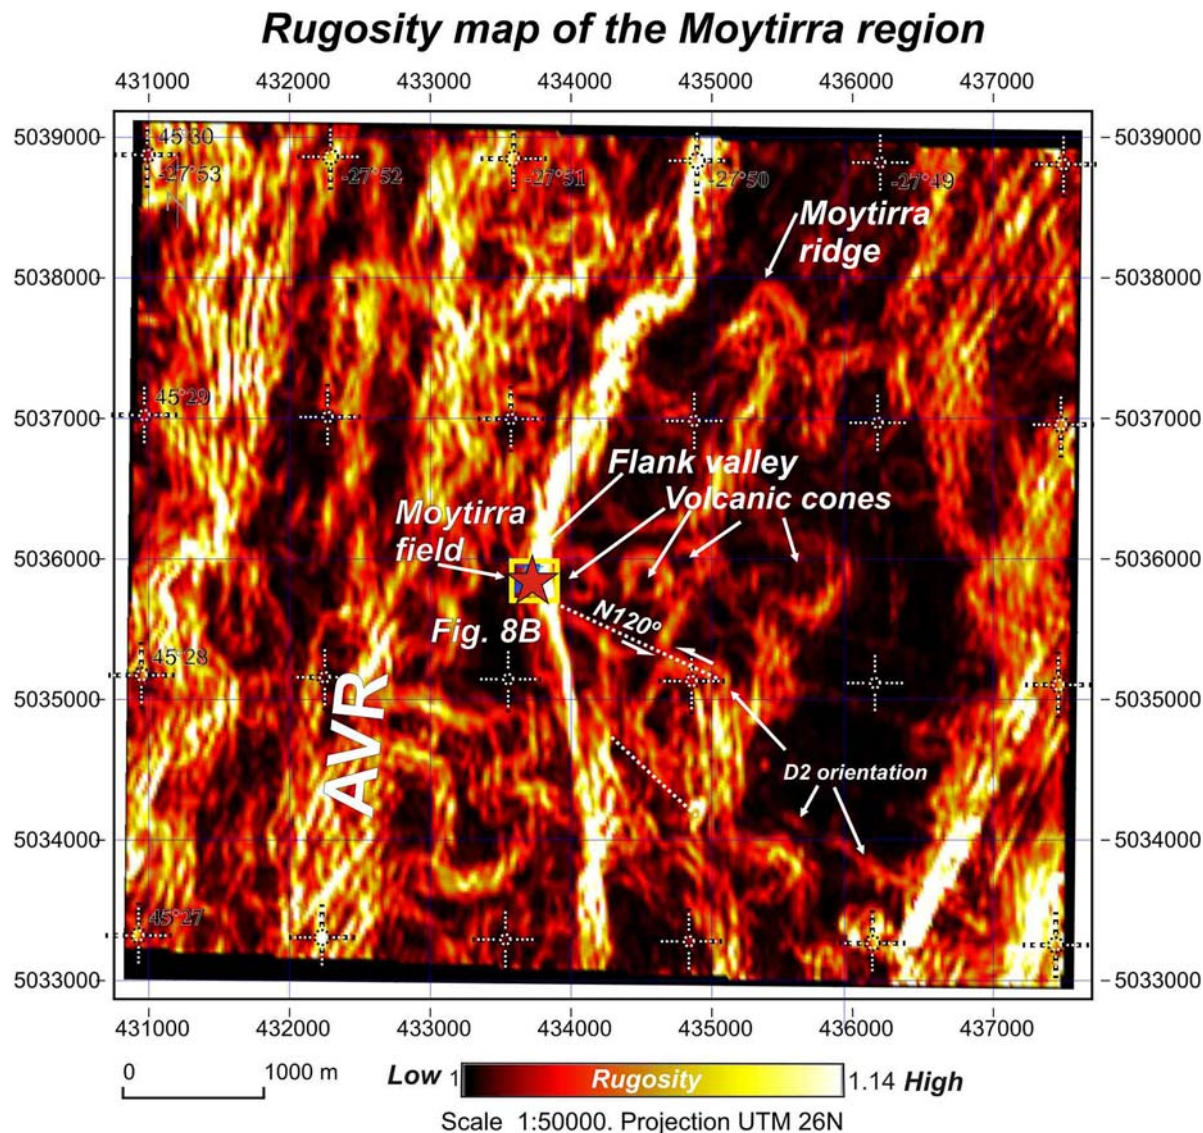 Rugosity map of the Moytirra region
431000 432000 433000 434000 435000 436000 437000
5039000 5039000
45°30
-27°53 -27°52 -27°51 -27°50 -27°49
Moytirra
ridge
5038000 5038000
45°29
5037000 5037000
Flank valley
Volcanic cones
Moytirra
field
5036000 5036000
N120º
Fig. 8B
45°28
5035000 5035000
AVR
D2 orientation
5034000 5034000
45°27
5033000 5033000
431000 432000 433000 434000 435000 436000 437000
0 1000 m
Low 1 Rugosity 1.14 High
Scale 1:50000. Projection UTM 26N